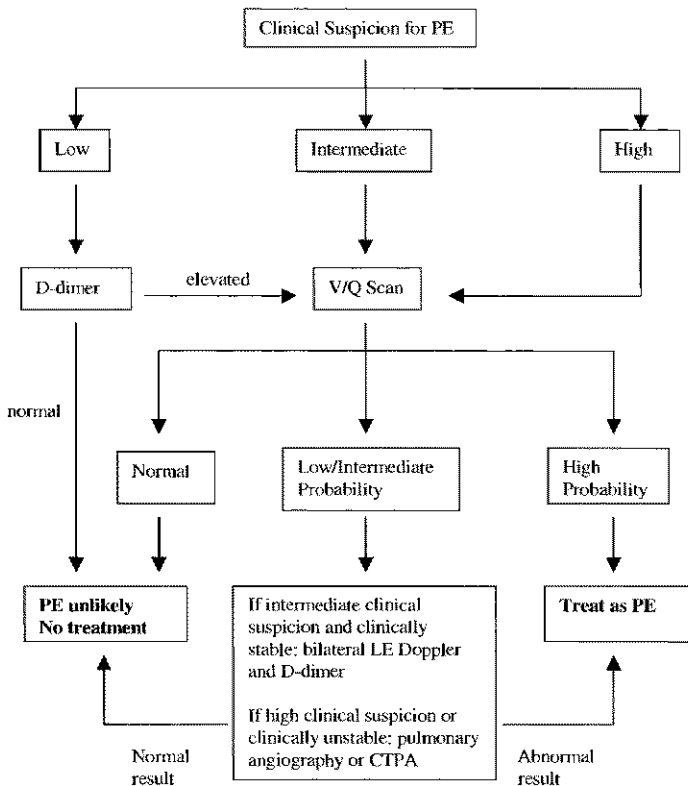 Clinical Suspicion for PE
Low
Intermediate
High
D-dimer
elevated
V/Q Scan
normal
Normal
Low/Intermediate
Probability
High
Probability
PE unlikely
No treatment
If intermediate clinical
suspicion and clinically
stable: bilateral LE Doppler
and D-dimer
If high clinical suspicion or
clinically unstable: pulmonary
angiography or CTPA
Treat as PE
Normal
result
Abnormal
result